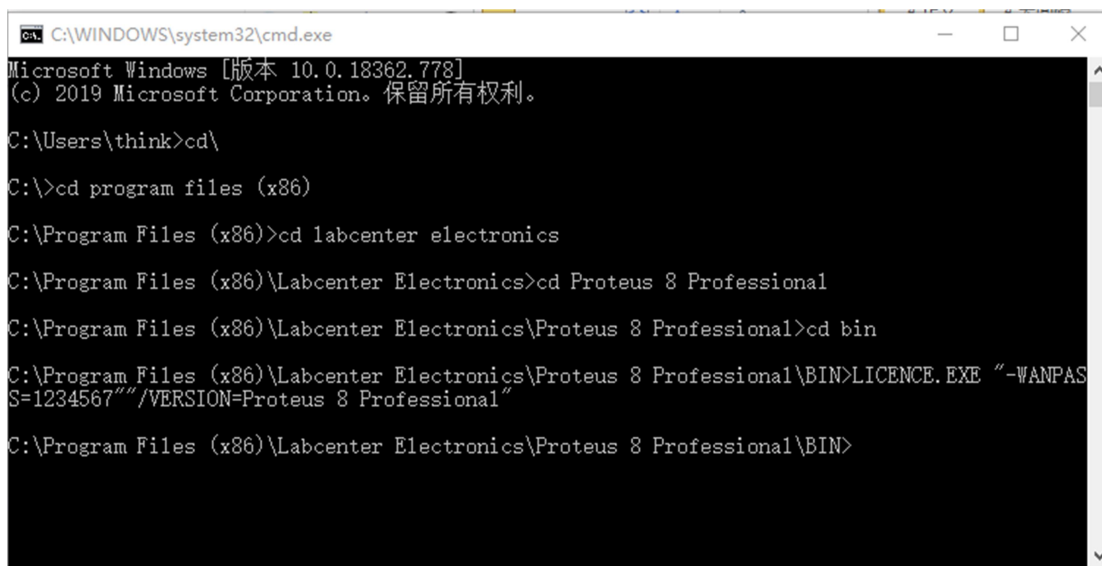 C:\WINDOWS\system32\cmd.exe
Microsoft Windows [版本 10.0.18362.778]
(c) 2019 Microsoft Corporation。保留所有权利。
C:\Users\think>cd\
C:\>cd program files (x86)
C:\Program Files (x86)>cd labcenter electronics
C:\Program Files (x86)\Labcenter Electronics>cd Proteus 8 Professional
C:\Program Files (x86)\Labcenter Electronics\Proteus 8 Professional>cd bin
C:\Program Files (x86)\Labcenter Electronics\Proteus 8 Professional\BIN>LICENCE.EXE "-WANPAS
S=1234567""/VERSION=Proteus 8 Professional"
C:\Program Files (x86)\Labcenter Electronics\Proteus 8 Professional\BIN>